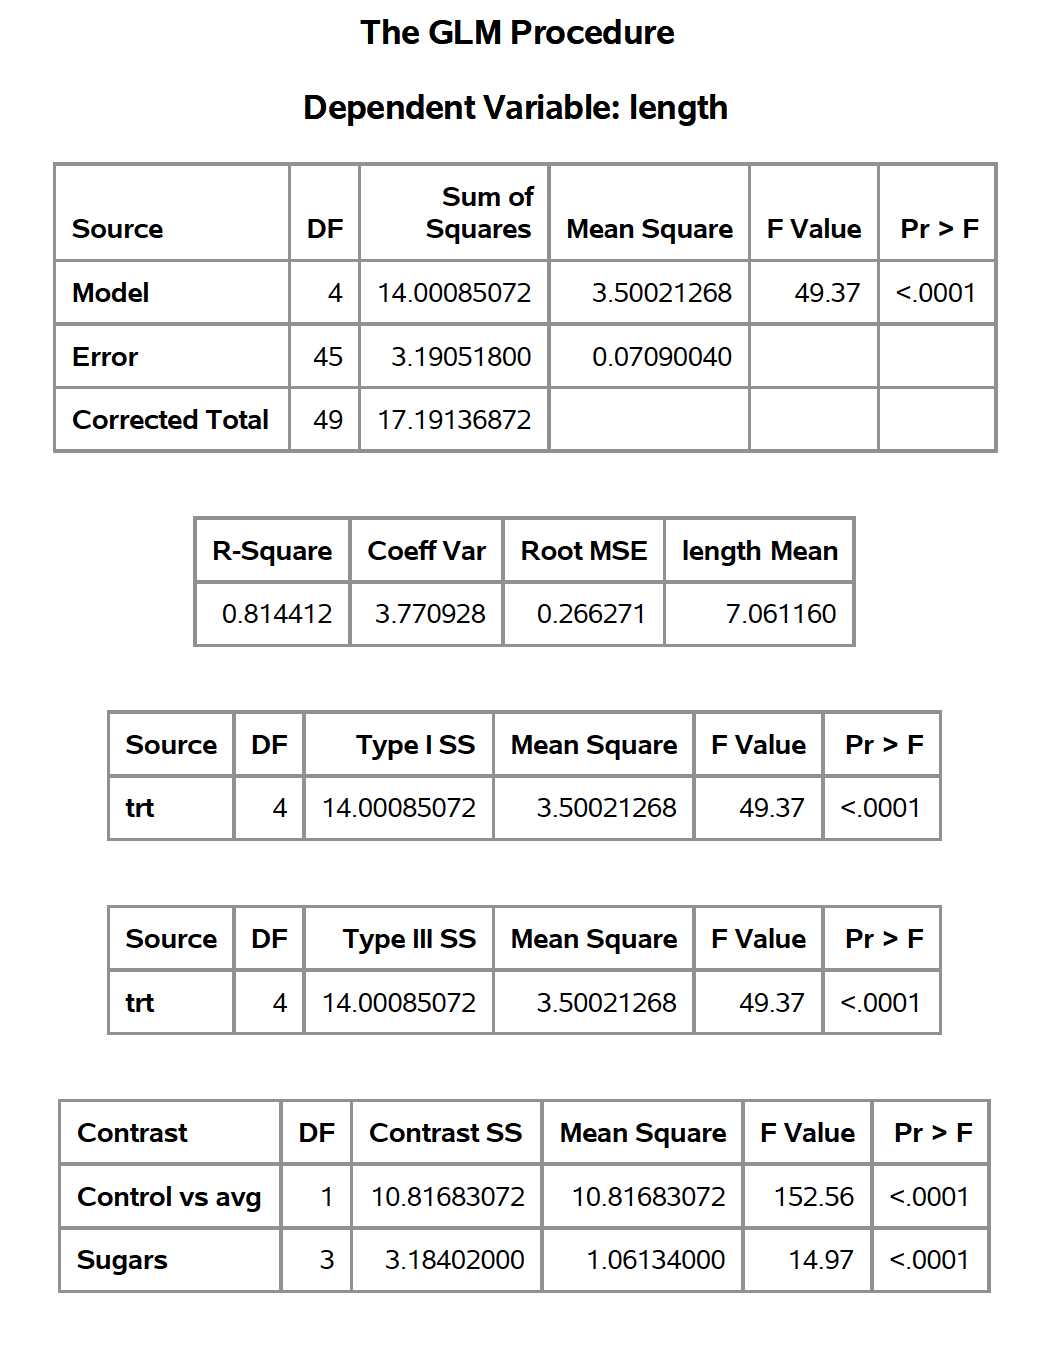 The GLM Procedure
Dependent Variable: length
Sum of
Source DF Squares Mean Square F Value Pr > F
Model 4 14.00085072 3.50021268 49.37 <.0001
Error 45 3.19051800 0.07090040
Corrected Total 49 17.19136872
R-Square Coeff Var Root MSE length Mean
0.814412 3.770928 0.266271 7.061160
Source DF Type I SS Mean Square F Value Pr > F
trt 4 14.00085072 3.50021268 49.37 <.0001
Source DF Type III SS Mean Square F Value Pr > F
trt 4 14.00085072 3.50021268 49.37 <.0001
Contrast DF Contrast SS Mean Square F Value Pr > F
Control vs avg 1 10.81683072 10.81683072 152.56 <.0001
Sugars 3 3.18402000 1.06134000 14.97 <.0001